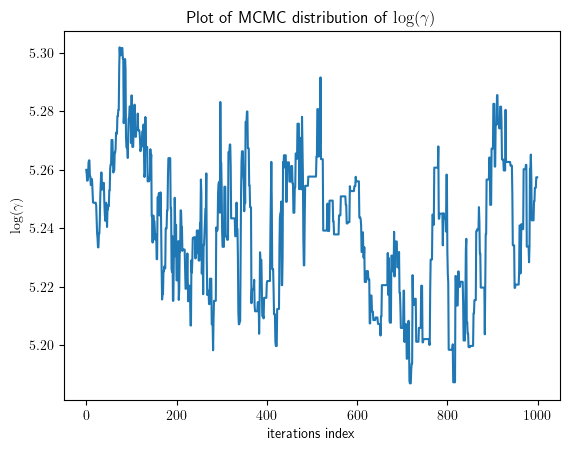 Plot of MCMC distribution of log(γ)
5.30
5.28
5.26
5.24
5.22
5.20
log(γ)
0 200 400 600 800 1000
iterations index